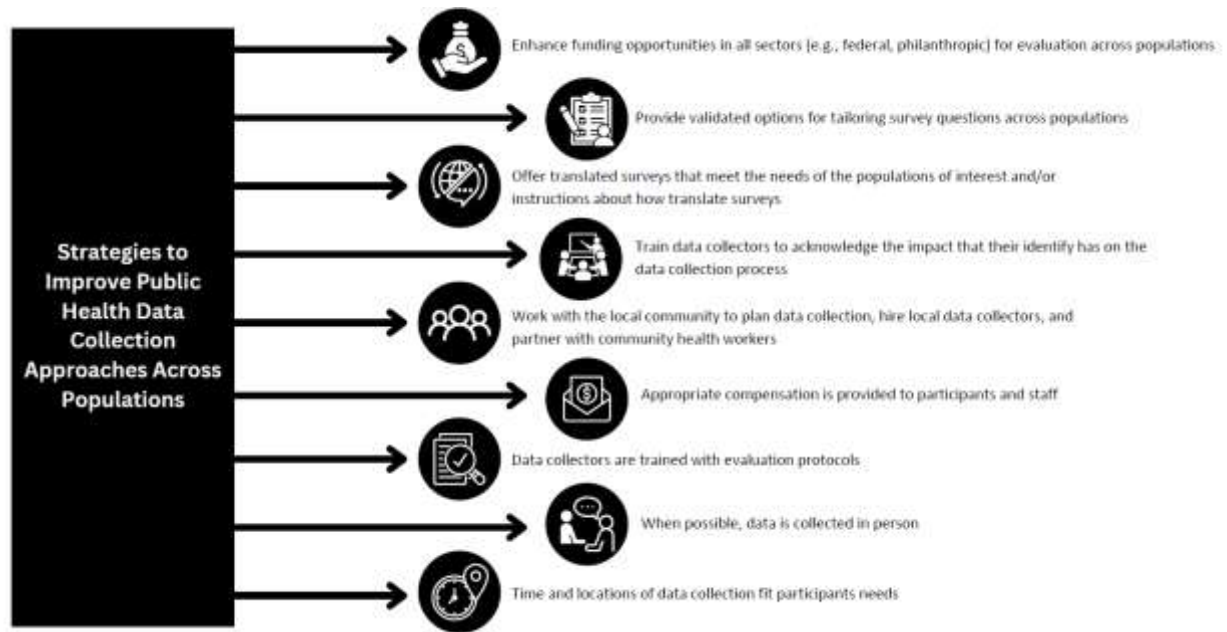 Strategies to
Improve Public
Health Data
Collection
Approaches Across
Populations
Enhance funding opportunities in all sectors (e.g., federal, philanthropic) for evaluation across populations
Provide validated options for tailoring survey questions across populations
Offer translated surveys that meet the needs of the populations of interest and/or
instructions about how translate surveys
Train data collectors to acknowledge the impact that their identify has on the
data collection process
Work with the local community to plan data collection, hire local data collectors, and
partner with community health workers
Appropriate compensation is provided to participants and staff
Data collectors are trained with evaluation protocols
When possible, data is collected in person
Time and locations of data collection fit participants needs